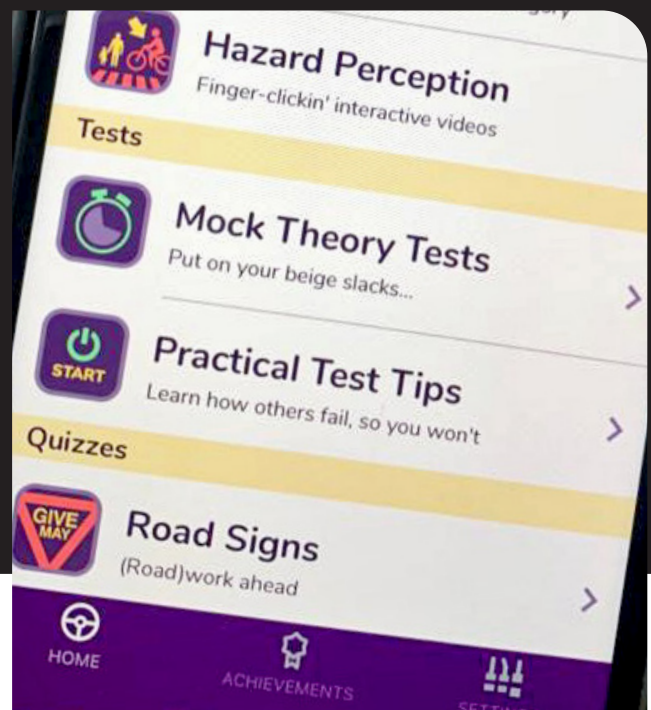 Hazard Perception
Finger-clickin' interactive videos
Tests
Mock Theory Tests
Put on your beige slacks...
START
Practical Test Tips
Learn how others fail, so you won't
Quizzes
GIVE
MAY
Road Signs
(Road)work ahead
HOME
ACHIEVEMENTS